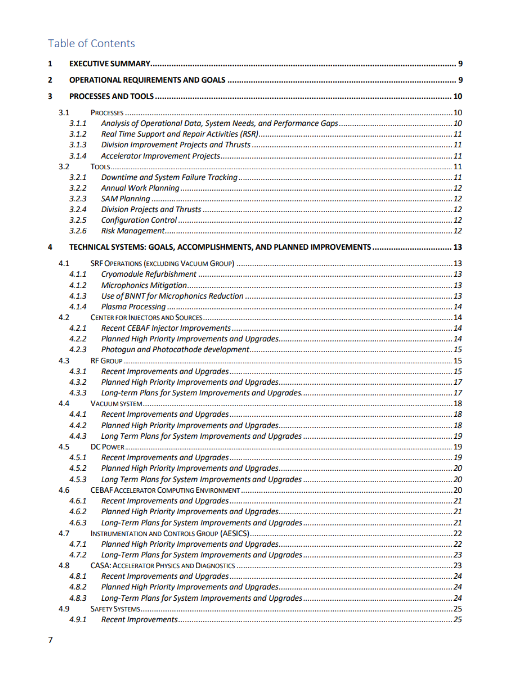 Table of Contents
1 EXECUTIVE SUMMARY 9
2 OPERATIONAL REQUIREMENTS AND GOALS 9
3 PROCESSES AND TOOLS 10
3.1 PROCESSES 10
3.1.1 Analysis of Operational Data, System Needs, and Performance Gaps 10
3.1.2 Real Time Support and Repair Activities (RSR) 11
3.1.3 Division Improvement Projects and Thrusts 11
3.1.4 Accelerator Improvement Projects 11
3.2 TOOLS 11
3.2.1 Downtime and System Failure Tracking 11
3.2.2 Annual Work Planning 12
3.2.3 SAM Planning 12
3.2.4 Division Projects and Thrusts 12
3.2.5 Configuration Control 12
3.2.6 Risk Management 12
4 TECHNICAL SYSTEMS: GOALS, ACCOMPLISHMENTS, AND PLANNED IMPROVEMENTS 13
4.1 SRF OPERATIONS (EXCLUDING VACUUM GROUP) 13
4.1.1 Cryomodule Refurbishment 13
4.1.2 Microphonics Mitigation 13
4.1.3 Use of BNNT for Microphonics Reduction 13
4.1.4 Plasma Processing 14
4.2 CENTER FOR INJECTORS AND SOURCES 14
4.2.1 Recent CEBAF Injector Improvements 14
4.2.2 Planned High Priority Improvements and Upgrades 14
4.2.3 Photogun and Photocathode development 15
4.3 RF GROUP 15
4.3.1 Recent Improvements and Upgrades 15
4.3.2 Planned High Priority Improvements and Upgrades 17
4.3.3 Long-term Plans for System Improvements and Upgrades 17
4.4 VACUUM SYSTEM 18
4.4.1 Recent Improvements and Upgrades 18
4.4.2 Planned High Priority Improvements and Upgrades 18
4.4.3 Long Term Plans for System Improvements and Upgrades 19
4.5 DC POWER 19
4.5.1 Recent Improvements and Upgrades 19
4.5.2 Planned High Priority Improvements and Upgrades 20
4.5.3 Long Term Plans for System Improvements and Upgrades 20
4.6 CEBAF ACCELERATOR COMPUTING ENVIRONMENT 20
4.6.1 Recent Improvements and Upgrades 21
4.6.2 Planned High Priority Improvements and Upgrades 21
4.6.3 Long-Term Plans for System Improvements and Upgrades 21
4.7 INSTRUMENTATION AND CONTROLS GROUP (AESICS) 22
4.7.1 Planned High Priority Improvements and Upgrades 22
4.7.2 Long-Term Plans for System Improvements and Upgrades 23
4.8 CASA: ACCELERATOR PHYSICS AND DIAGNOSTICS 23
4.8.1 Recent Improvements and Upgrades 24
4.8.2 Planned High Priority Improvements and Upgrades 24
4.8.3 Long-Term Plans for System Improvements and Upgrades 24
4.9 SAFETY SYSTEMS 25
4.9.1 Recent Improvements 25
7